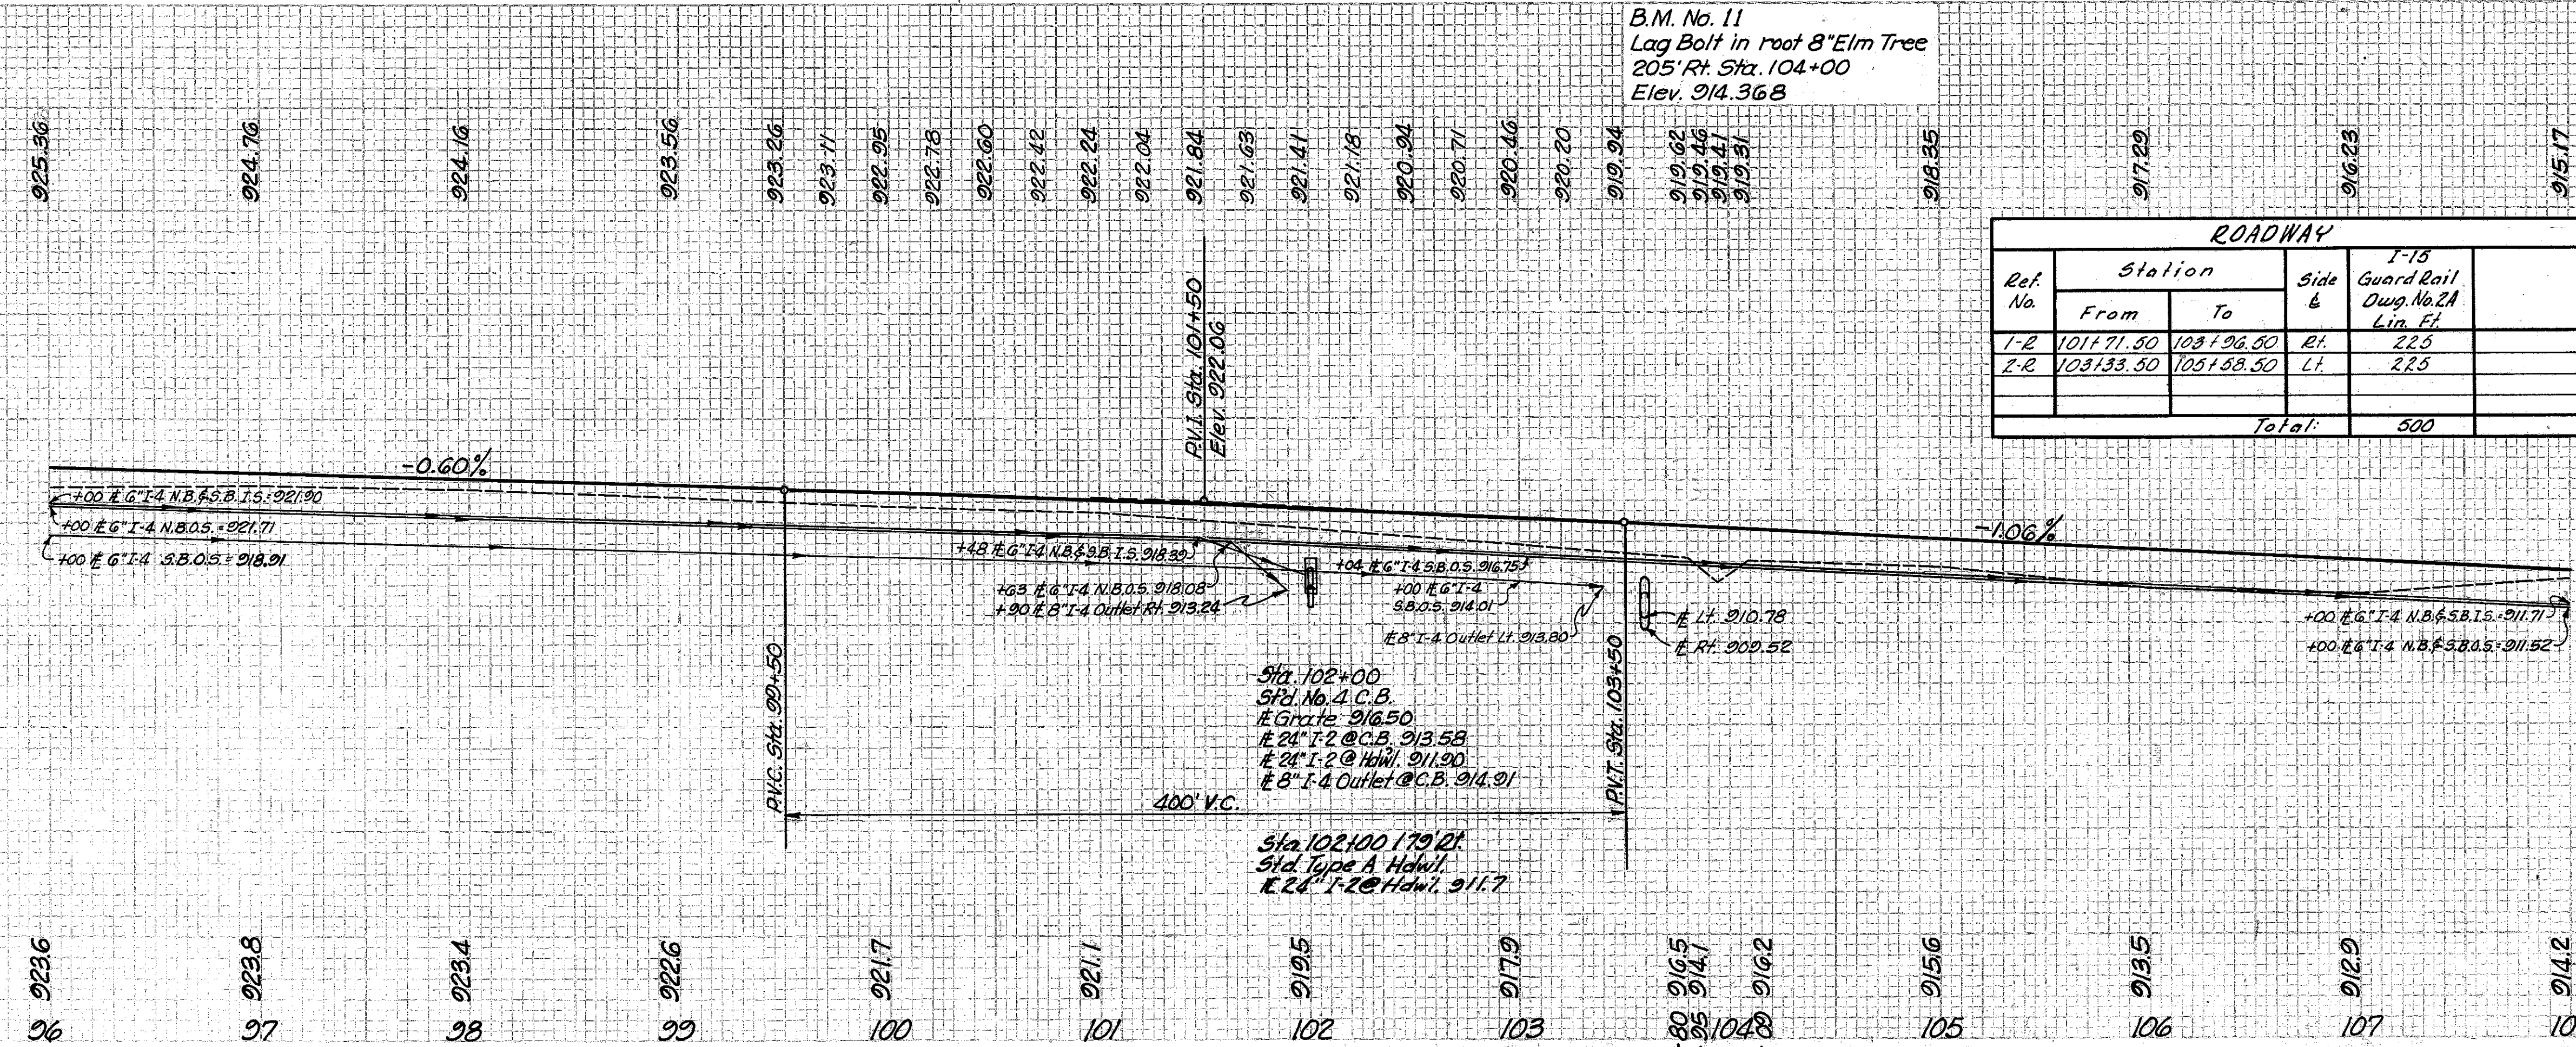 B.M. No. 11
Lag Bolt in root 8" Elm Tree
205' Rt. Sta. 104+00
Elev. 914.368
925.36
924.76
924.16
923.56
923.26
923.11
922.95
922.78
922.60
922.42
922.24
922.04
921.84
921.63
921.41
921.18
920.94
920.71
920.46
920.20
919.94
919.62
919.46
919.41
919.31
918.35
917.29
916.23
915.17
ROADWAY
Ref. No.
Station
From
To
Side
I-15
Guard Rail
Dwg. No. 2A
Lin. Ft.
1-R 101+71.50 103+96.50 Rt. 225
2-R 103+33.50 105+58.50 Lt. 225
Total: 500
P.V.I. Sta. 101+50
Elev. 922.06
-0.60%
-1.06%
+00 ℄ 6" I-4 N.B. & S.B. I.S. = 921.90
+00 ℄ 6" I-4 N.B.O.S. = 921.71
+00 ℄ 6" I-4 S.B.O.S. = 918.91
+48 ℄ 6" I-4 N.B. & S.B. I.S. 918.39
+63 ℄ 6" I-4 N.B.O.S. 918.08
+90 ℄ 8" I-4 Outlet Rt. 913.24
+04 ℄ 6" I-4 S.B.O.S. 916.75
+00 ℄ 6" I-4
S.B.O.S. 914.01
℄ 8" I-4 Outlet Lt. 913.80
℄ Lt. 910.78
℄ Rt. 909.52
+00 ℄ 6" I-4 N.B. & S.B. I.S. = 911.71
+00 ℄ 6" I-4 N.B. & S.B.O.S. = 911.52
P.V.C. Sta. 99+50
P.V.T. Sta. 103+50
400' V.C.
Sta. 102+00
Std. No. 4 C.B.
℄ Grate 916.50
℄ 24" I-2 @ C.B. 913.58
℄ 24" I-2 @ Hdwl. 911.90
℄ 8" I-4 Outlet @ C.B. 914.91
Sta. 102+00 179' Rt.
Std. Type A Hdwl.
℄ 24" I-2 @ Hdwl. 911.7
923.6
923.8
923.4
922.6
921.7
921.1
919.5
917.9
916.5
914.1
916.2
915.6
913.5
912.9
914.2
96 97 98 99 100 101 102 103 +80 +95 104 105 106 107 10